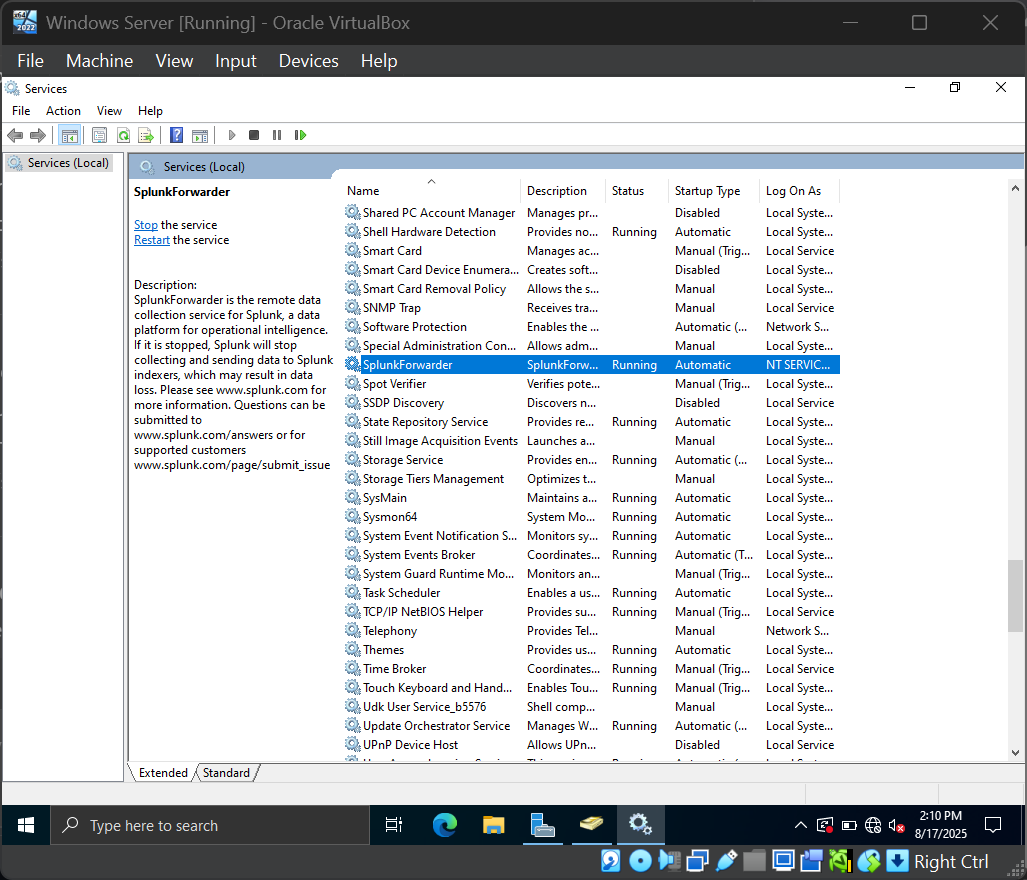 x64
2022
Windows Server [Running] - Oracle VirtualBox
File Machine View Input Devices Help
Services
File Action View Help
Services (Local)
Services (Local)
SplunkForwarder
Stop the service
Restart the service
Description:
SplunkForwarder is the remote data
collection service for Splunk, a data
platform for operational intelligence.
If it is stopped, Splunk will stop
collecting and sending data to Splunk
indexers, which may result in data
loss. Please see www.splunk.com for
more information. Questions can be
submitted to
www.splunk.com/answers or for
supported customers
www.splunk.com/page/submit_issue
Name Description Status Startup Type Log On As
Shared PC Account Manager Manages pr... Disabled Local Syste...
Shell Hardware Detection Provides no... Running Automatic Local Syste...
Smart Card Manages ac... Manual (Trig... Local Service
Smart Card Device Enumera... Creates soft... Disabled Local Syste...
Smart Card Removal Policy Allows the s... Manual Local Syste...
SNMP Trap Receives tra... Manual Local Service
Software Protection Enables the ... Automatic (... Network S...
Special Administration Con... Allows adm... Manual Local Syste...
SplunkForwarder SplunkForw... Running Automatic NT SERVIC...
Spot Verifier Verifies pote... Manual (Trig... Local Syste...
SSDP Discovery Discovers n... Disabled Local Service
State Repository Service Provides re... Running Automatic Local Syste...
Still Image Acquisition Events Launches a... Manual Local Syste...
Storage Service Provides en... Running Automatic (... Local Syste...
Storage Tiers Management Optimizes t... Manual Local Syste...
SysMain Maintains a... Running Automatic Local Syste...
Sysmon64 System Mo... Running Automatic Local Syste...
System Event Notification S... Monitors sy... Running Automatic Local Syste...
System Events Broker Coordinates... Running Automatic (T... Local Syste...
System Guard Runtime Mo... Monitors an... Manual (Trig... Local Syste...
Task Scheduler Enables a us... Running Automatic Local Syste...
TCP/IP NetBIOS Helper Provides su... Running Manual (Trig... Local Service
Telephony Provides Tel... Manual Network S...
Themes Provides us... Running Automatic Local Syste...
Time Broker Coordinates... Running Manual (Trig... Local Service
Touch Keyboard and Hand... Enables Tou... Running Manual (Trig... Local Syste...
Udk User Service_b5576 Shell comp... Manual Local Syste...
Update Orchestrator Service Manages W... Running Automatic (... Local Syste...
UPnP Device Host Allows UPn... Disabled Local Service
Extended Standard
Type here to search
2:10 PM
8/17/2025
Right Ctrl